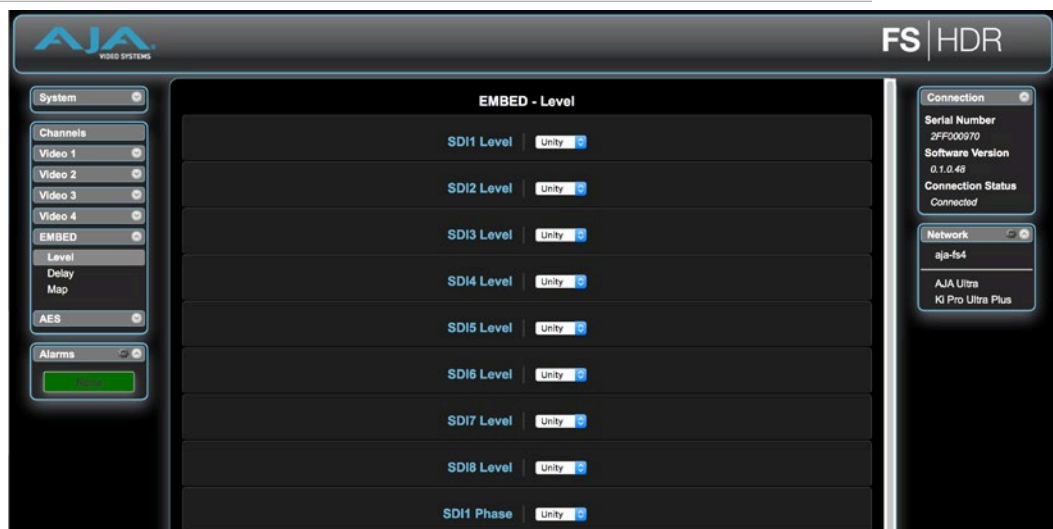 AJA
VIDEO SYSTEMS
FS|HDR
System
Channels
Video 1
Video 2
Video 3
Video 4
EMBED
Level
Delay
Map
AES
Alarms
None
EMBED - Level
SDI1 Level Unity
SDI2 Level Unity
SDI3 Level Unity
SDI4 Level Unity
SDI5 Level Unity
SDI6 Level Unity
SDI7 Level Unity
SDI8 Level Unity
SDI1 Phase Unity
Connection
Serial Number
2FF000970
Software Version
0.1.0.48
Connection Status
Connected
Network
aja-fs4
AJA Ultra
Ki Pro Ultra Plus